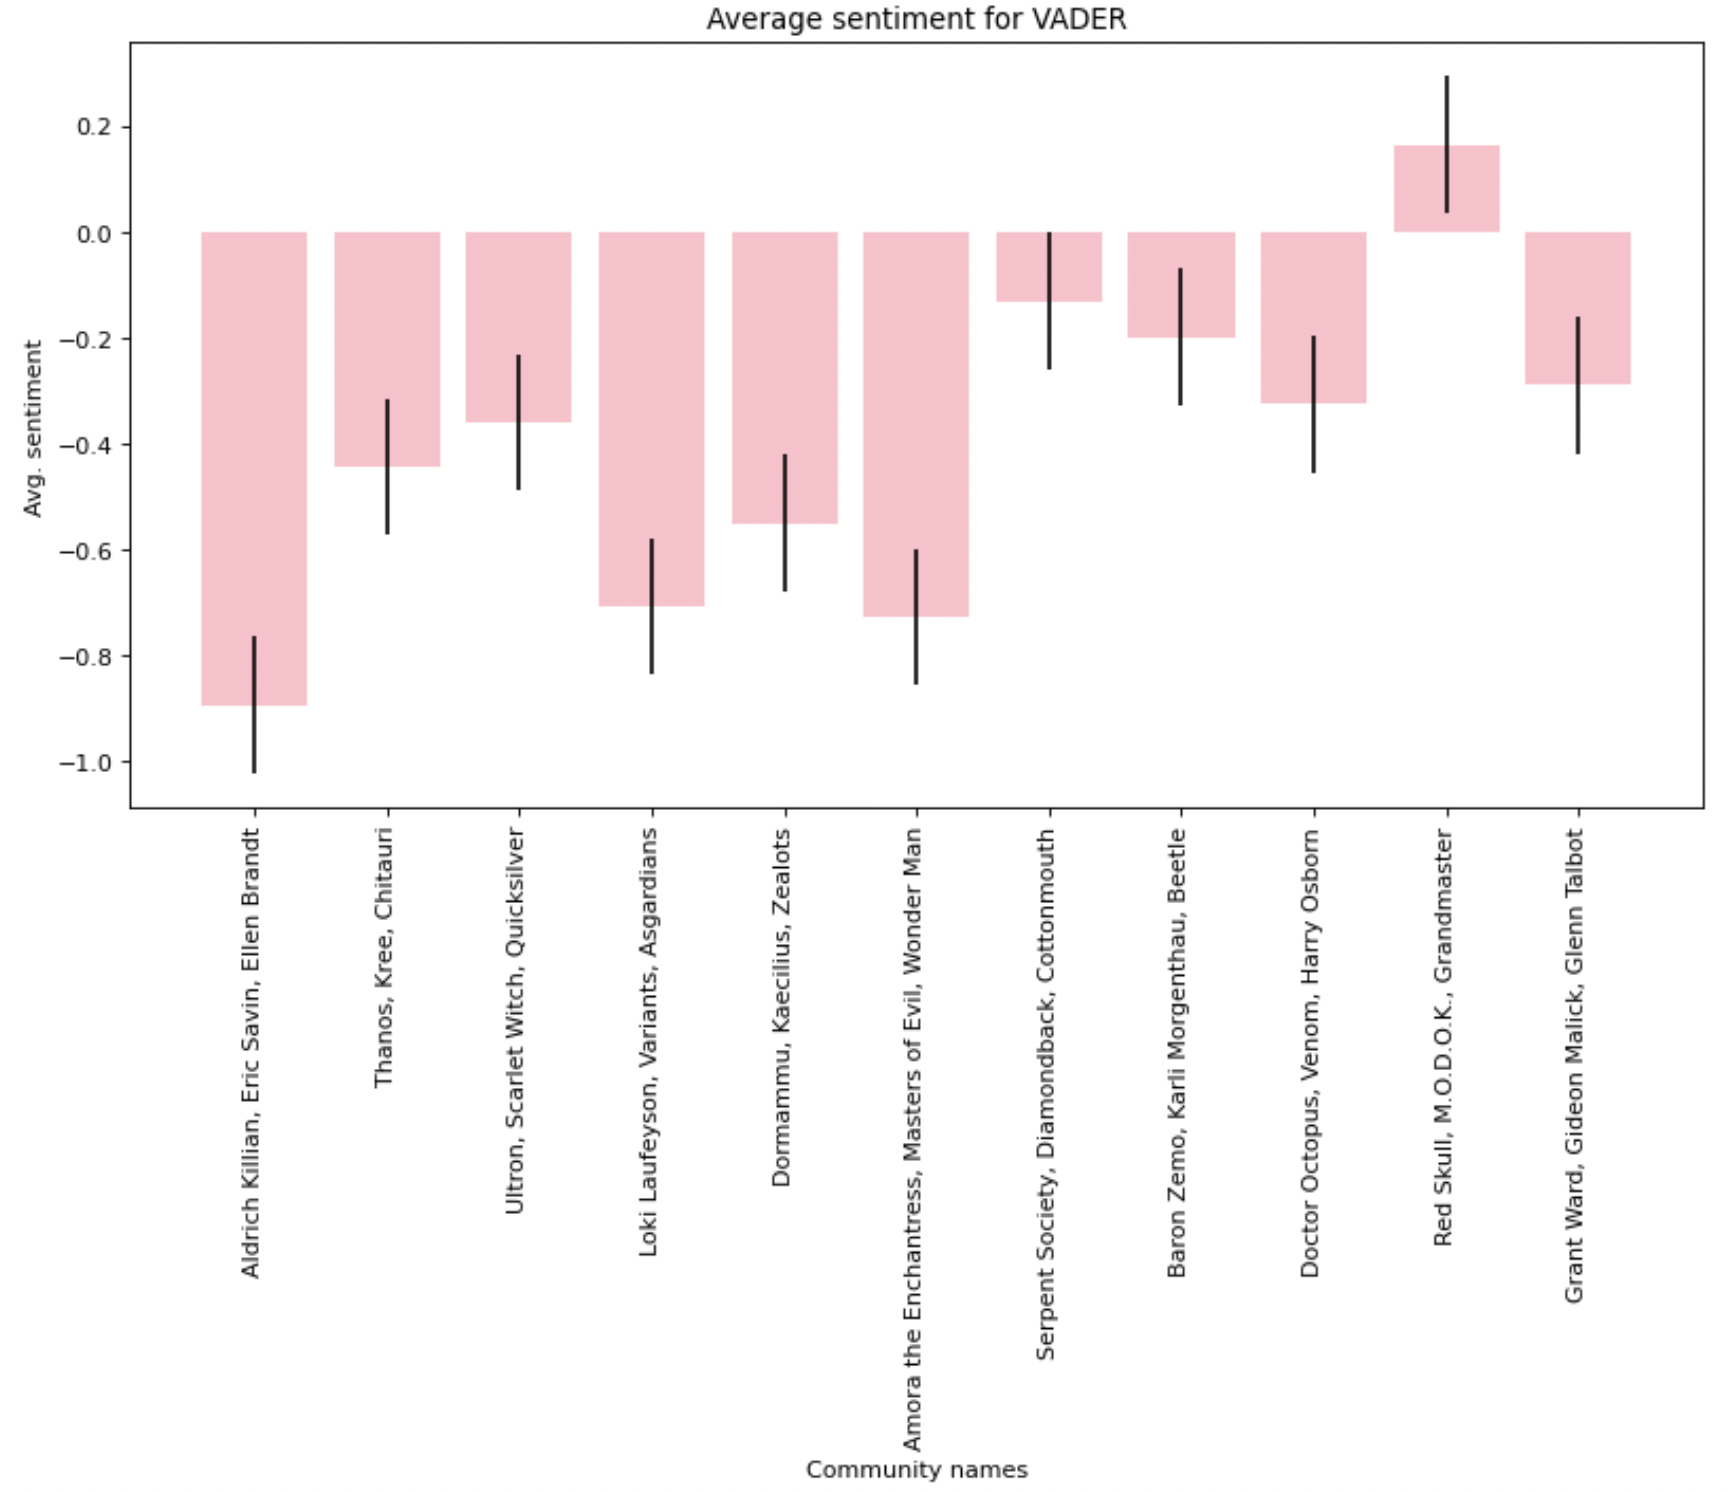 Average sentiment for VADER
Avg. sentiment
0.2
0.0
−0.2
−0.4
−0.6
−0.8
−1.0
Aldrich Killian, Eric Savin, Ellen Brandt
Thanos, Kree, Chitauri
Ultron, Scarlet Witch, Quicksilver
Loki Laufeyson, Variants, Asgardians
Dormammu, Kaecilius, Zealots
Amora the Enchantress, Masters of Evil, Wonder Man
Serpent Society, Diamondback, Cottonmouth
Baron Zemo, Karli Morgenthau, Beetle
Doctor Octopus, Venom, Harry Osborn
Red Skull, M.O.D.O.K., Grandmaster
Grant Ward, Gideon Malick, Glenn Talbot
Community names